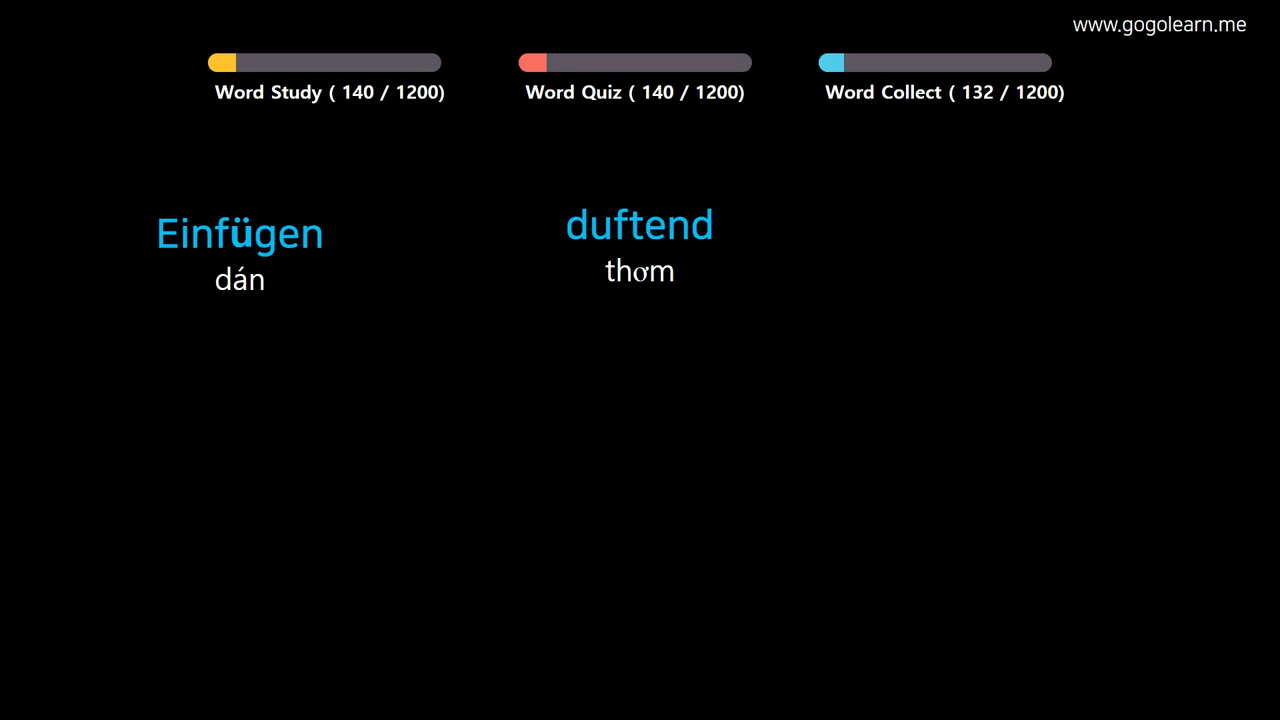 www.gogolearn.me
Word Study ( 140 / 1200)
Word Quiz ( 140 / 1200)
Word Collect ( 132 / 1200)
Einfügen
dán
duftend
thơm